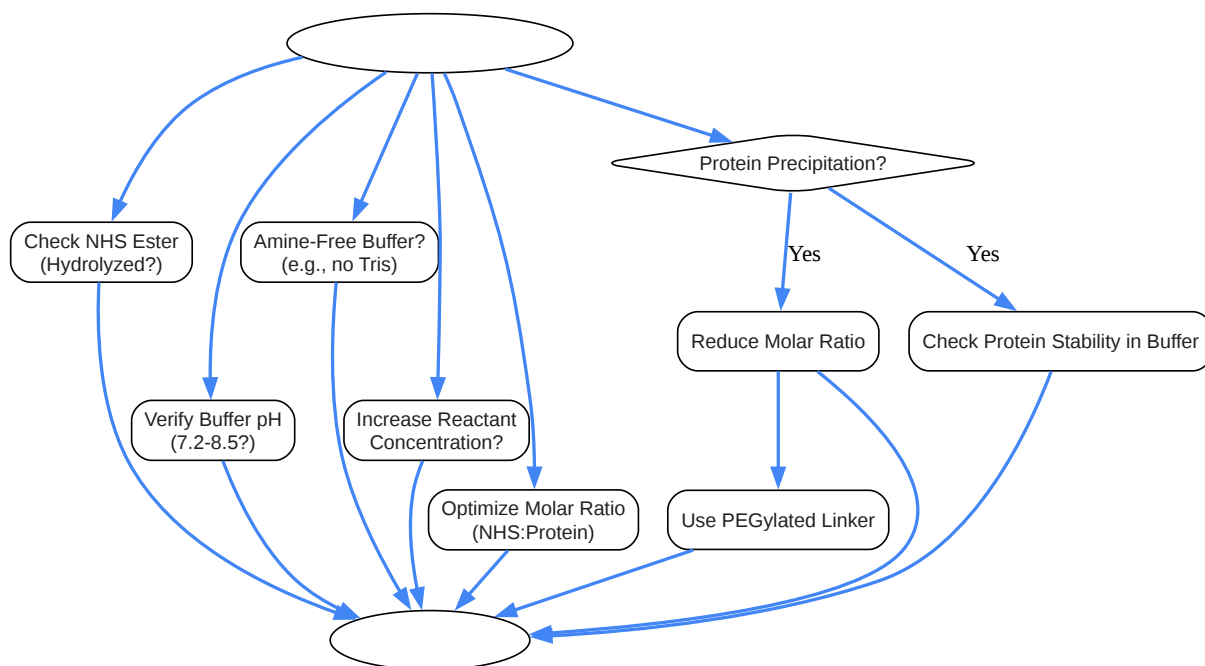 Protein Precipitation?
Check NHS Ester
(Hydrolyzed?)
Amine-Free Buffer?
(e.g., no Tris)
Yes
Yes
Reduce Molar Ratio
Check Protein Stability in Buffer
Verify Buffer pH
(7.2-8.5?)
Increase Reactant
Concentration?
Optimize Molar Ratio
(NHS:Protein)
Use PEGylated Linker